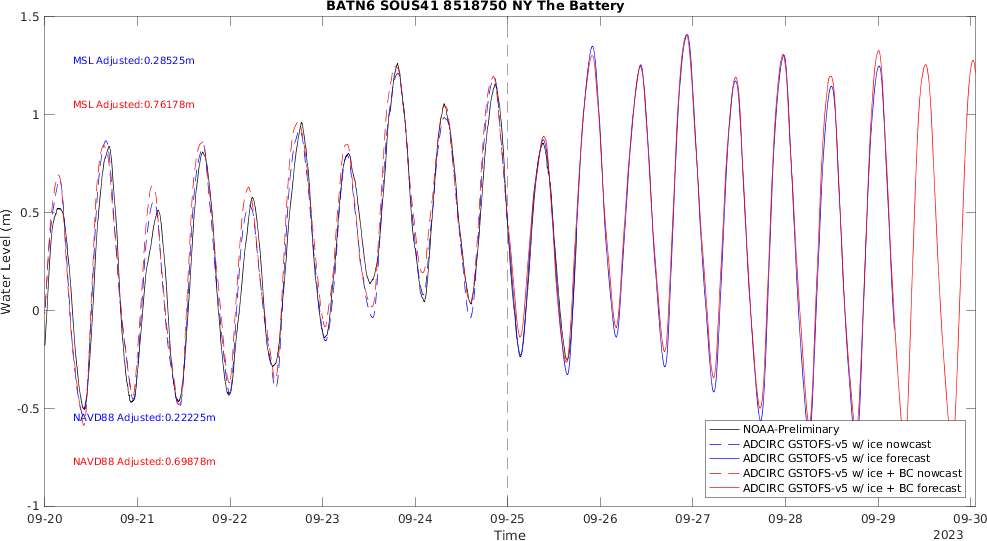 BATN6 SOUS41 8518750 NY The Battery
1.5
1
0.5
0
-0.5
-1
Water Level (m)
MSL Adjusted:0.28525m
MSL Adjusted:0.76178m
NAVD88 Adjusted:0.22225m
NAVD88 Adjusted:0.69878m
NOAA-Preliminary
ADCIRC GSTOFS-v5 w/ ice nowcast
ADCIRC GSTOFS-v5 w/ ice forecast
ADCIRC GSTOFS-v5 w/ ice + BC nowcast
ADCIRC GSTOFS-v5 w/ ice + BC forecast
09-20 09-21 09-22 09-23 09-24 09-25 09-26 09-27 09-28 09-29 09-30
Time
2023